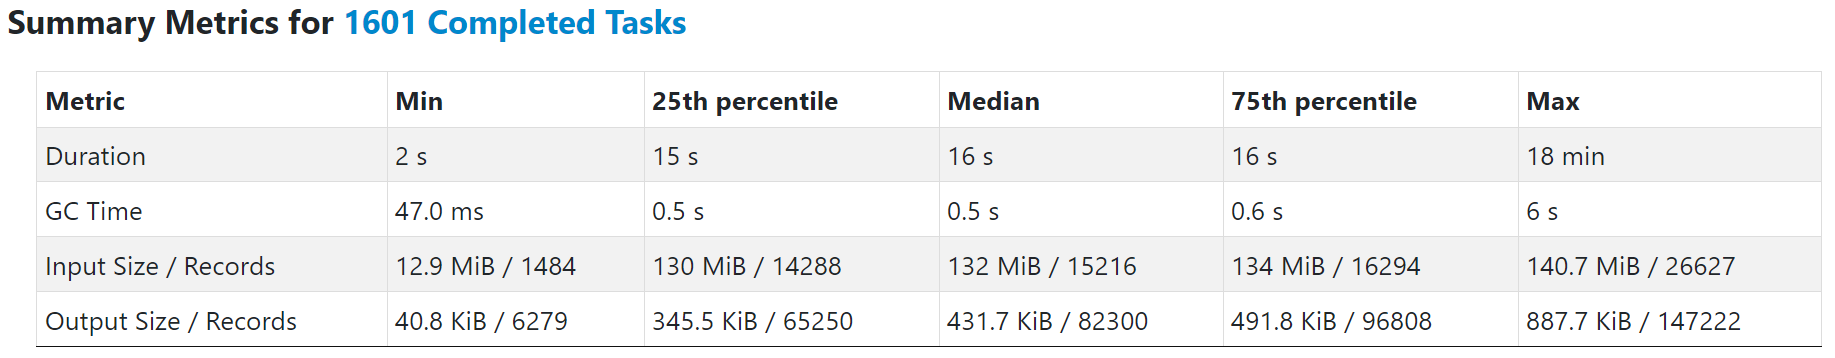 Summary Metrics for 1601 Completed Tasks
Metric Min 25th percentile Median 75th percentile Max
Duration 2 s 15 s 16 s 16 s 18 min
GC Time 47.0 ms 0.5 s 0.5 s 0.6 s 6 s
Input Size / Records 12.9 MiB / 1484 130 MiB / 14288 132 MiB / 15216 134 MiB / 16294 140.7 MiB / 26627
Output Size / Records 40.8 KiB / 6279 345.5 KiB / 65250 431.7 KiB / 82300 491.8 KiB / 96808 887.7 KiB / 147222